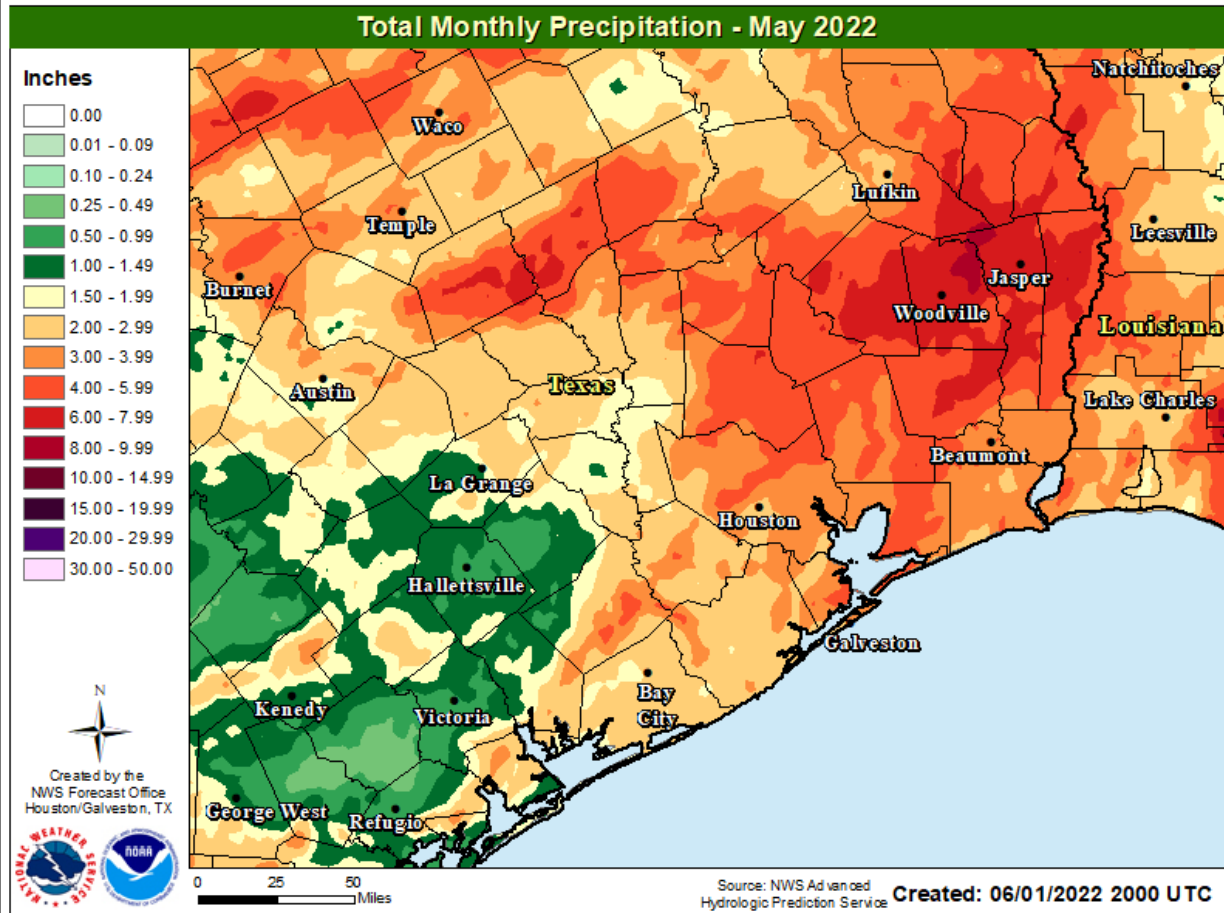 Total Monthly Precipitation - May 2022
Inches
0.00
0.01 - 0.09
0.10 - 0.24
0.25 - 0.49
0.50 - 0.99
1.00 - 1.49
1.50 - 1.99
2.00 - 2.99
3.00 - 3.99
4.00 - 5.99
6.00 - 7.99
8.00 - 9.99
10.00 - 14.99
15.00 - 19.99
20.00 - 29.99
30.00 - 50.00
N
Created by the
NWS Forecast Office
Houston/Galveston, TX
NATIONAL WEATHER SERVICE
NOAA
Natchitoches
Waco
Lufkin
Temple
Leesville
Burnet
Jasper
Woodville
Louisiana
Austin
Texas
Lake Charles
Beaumont
La Grange
Houston
Hallettsville
Galveston
Kenedy
Victoria
Bay
City
George West
Refugio
0 25 50
Miles
Source: NWS Advanced
Hydrologic Prediction Service
Created: 06/01/2022 2000 UTC